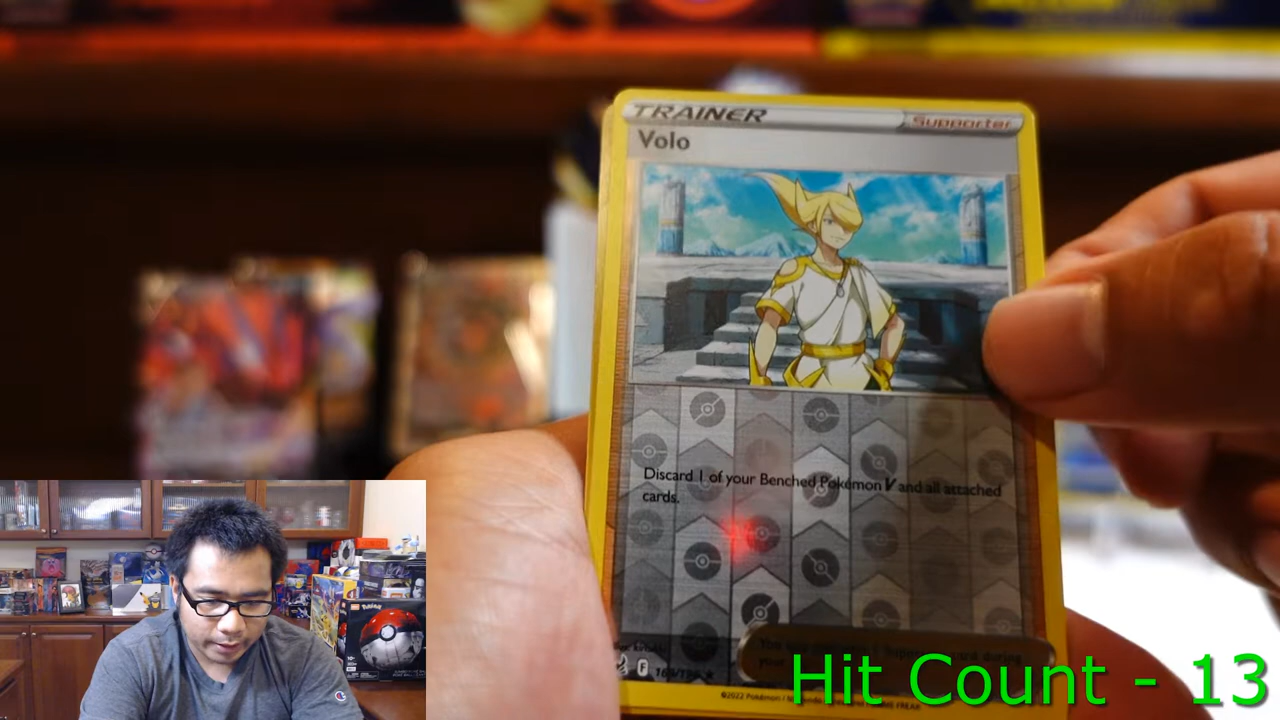 TRAINER
Supporter
Volo
Discard 1 of your Benched Pokémon V and all attached
cards.
F
©2022 Pokémon /
Hit Count - 13